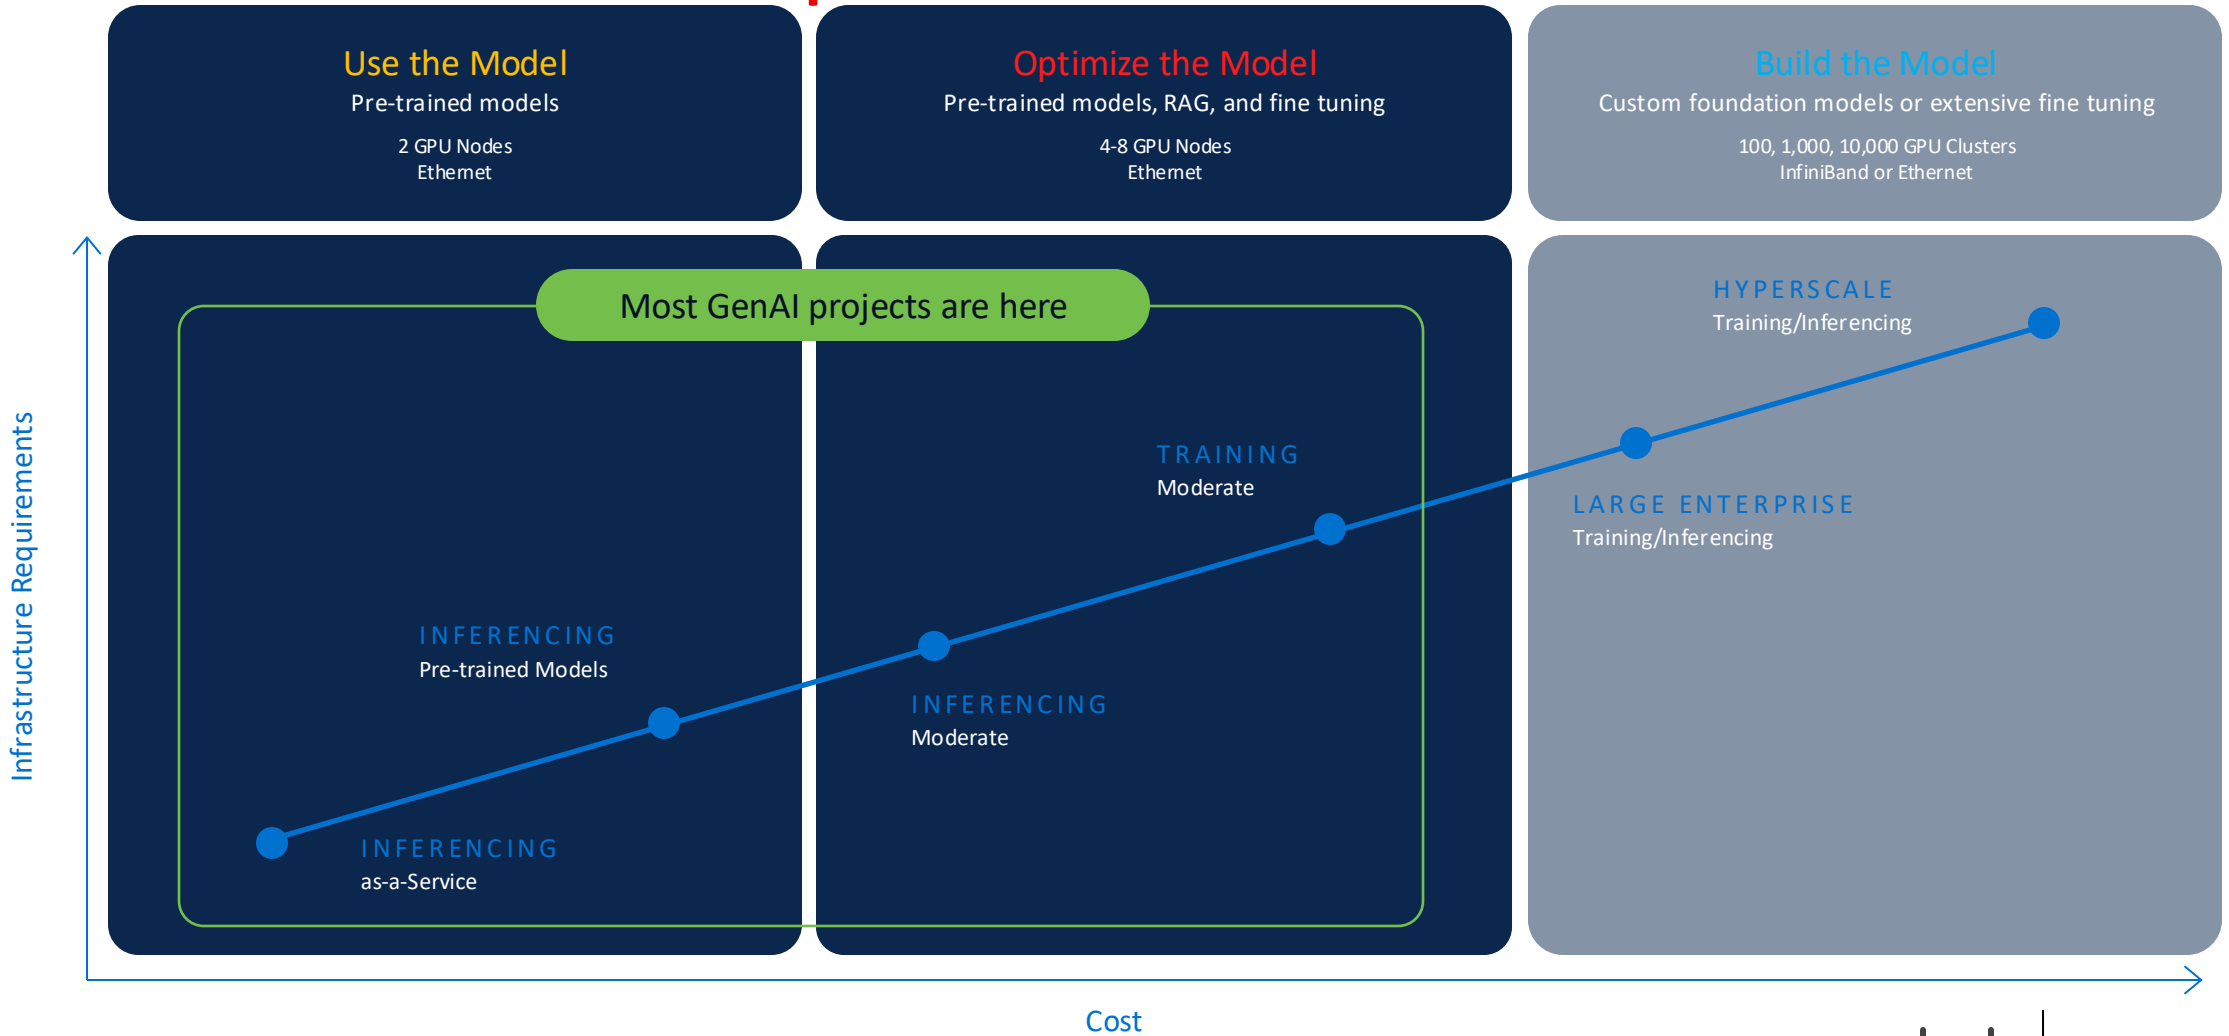 Use the Model
Pre-trained models
2 GPU Nodes
Ethernet
Optimize the Model
Pre-trained models, RAG, and fine tuning
4-8 GPU Nodes
Ethernet
Build the Model
Custom foundation models or extensive fine tuning
100, 1,000, 10,000 GPU Clusters
InfiniBand or Ethernet
Most GenAI projects are here
HYPERSCALE
Training/Inferencing
TRAINING
Moderate
LARGE ENTERPRISE
Training/Inferencing
INFERENCING
Pre-trained Models
INFERENCING
Moderate
INFERENCING
as-a-Service
Infrastructure Requirements
Cost